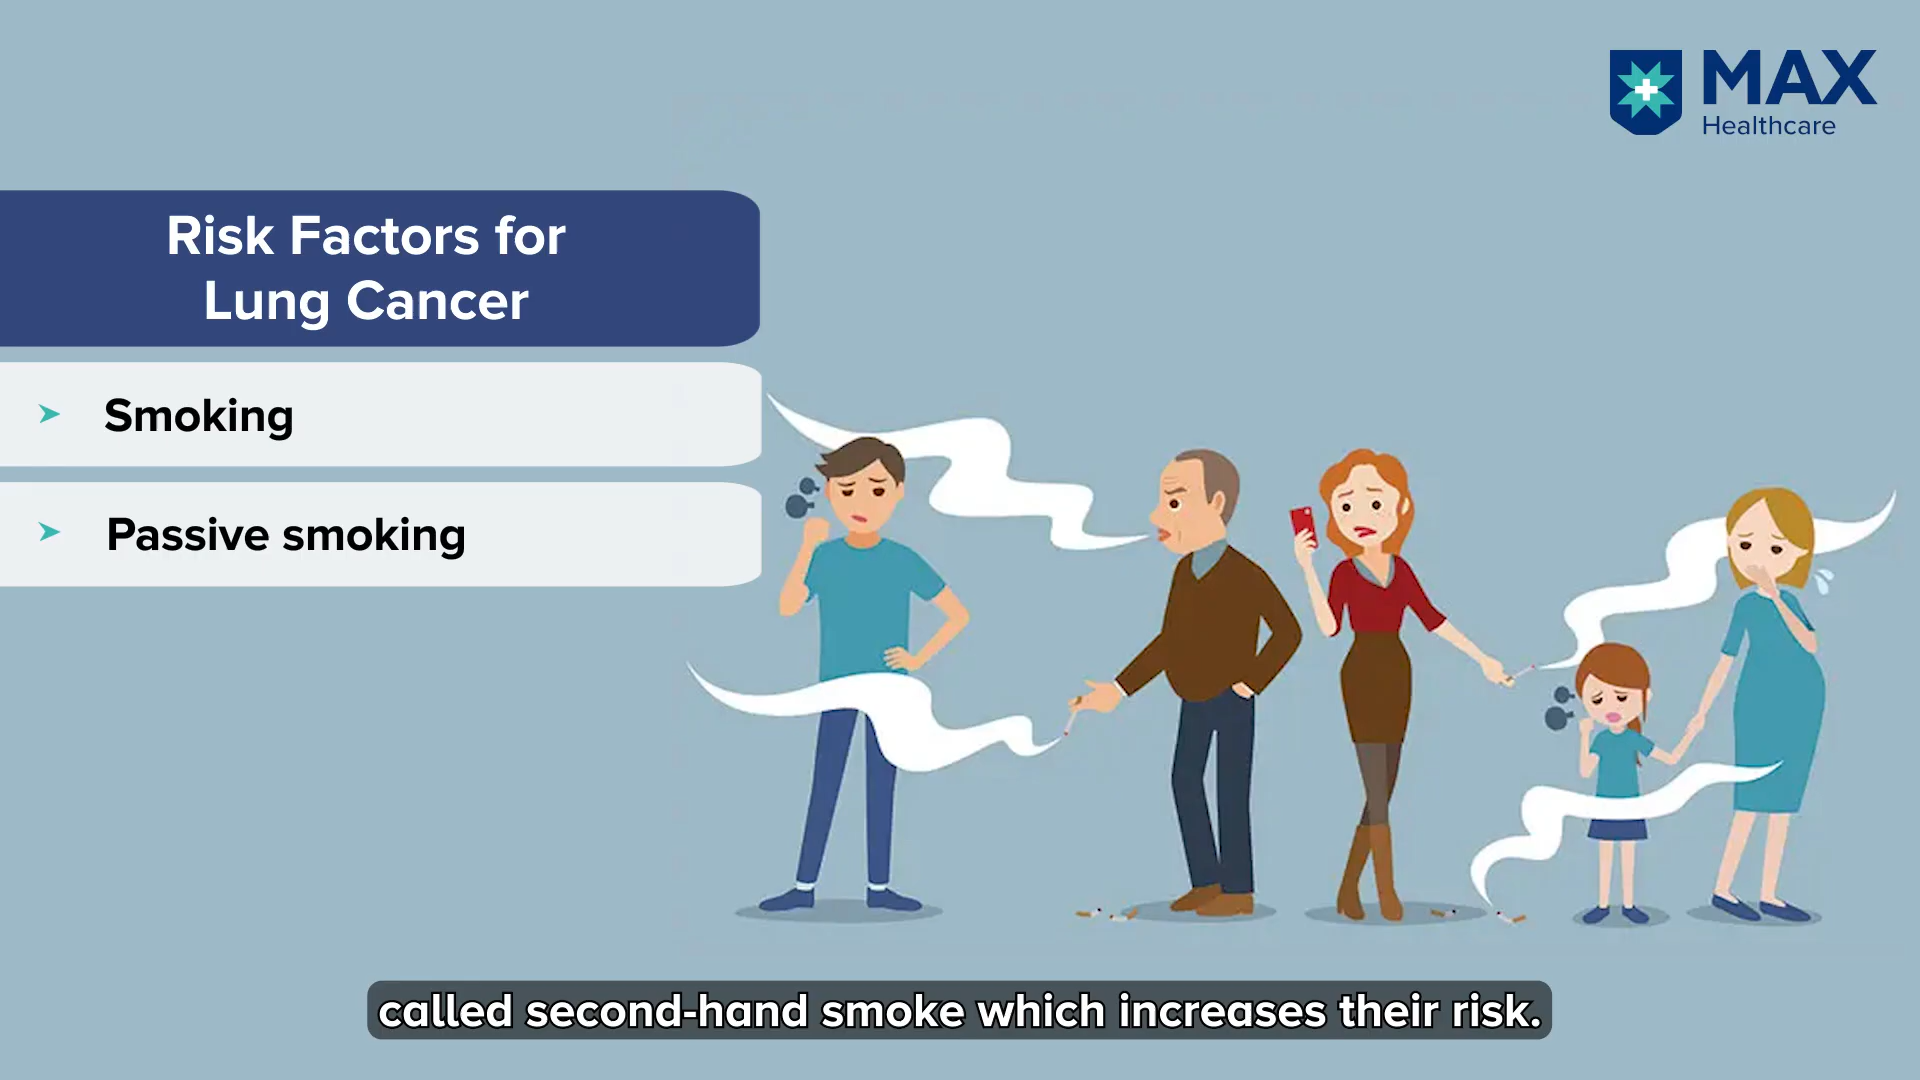 MAX
Healthcare
Risk Factors for
Lung Cancer
Smoking
Passive smoking
called second-hand smoke which increases their risk.